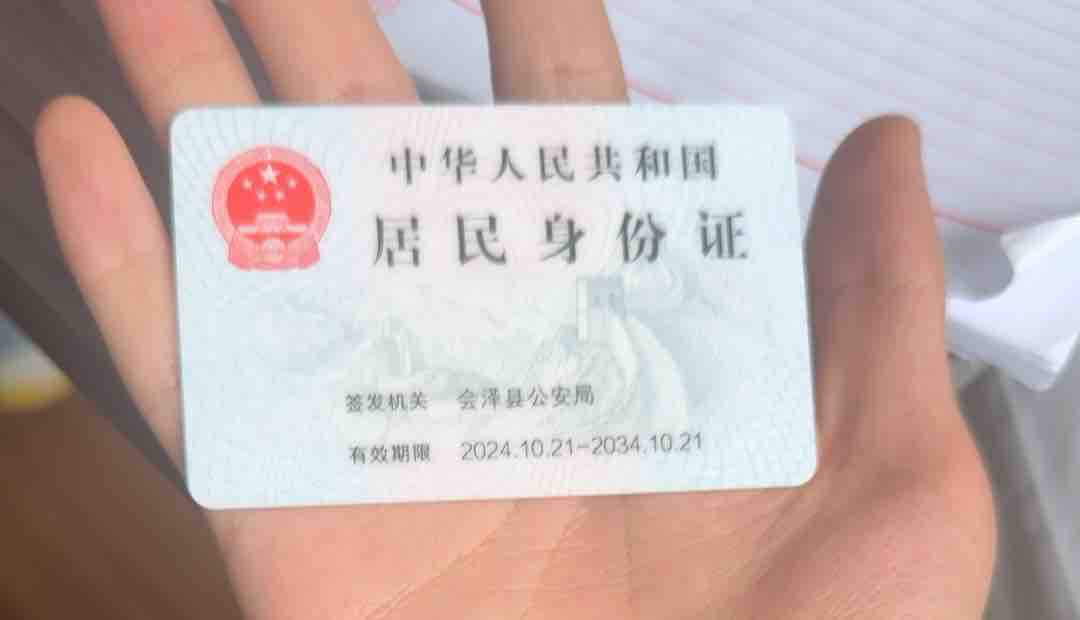 中华人民共和国
居民身份证
签发机关 会泽县公安局
有效期限 2024.10.21-2034.10.21